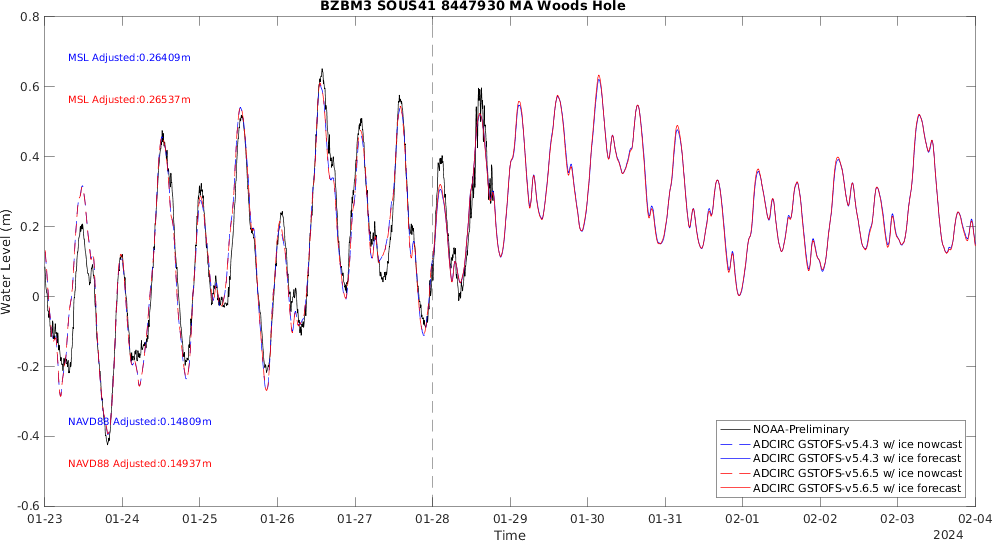 BZBM3 SOUS41 8447930 MA Woods Hole
0.8
MSL Adjusted:0.26409m
0.6
MSL Adjusted:0.26537m
0.4
0.2
0
-0.2
-0.4
-0.6
Water Level (m)
NAVD88 Adjusted:0.14809m
NAVD88 Adjusted:0.14937m
NOAA-Preliminary
ADCIRC GSTOFS-v5.4.3 w/ ice nowcast
ADCIRC GSTOFS-v5.4.3 w/ ice forecast
ADCIRC GSTOFS-v5.6.5 w/ ice nowcast
ADCIRC GSTOFS-v5.6.5 w/ ice forecast
01-23 01-24 01-25 01-26 01-27 01-28 01-29 01-30 01-31 02-01 02-02 02-03 02-04
Time
2024